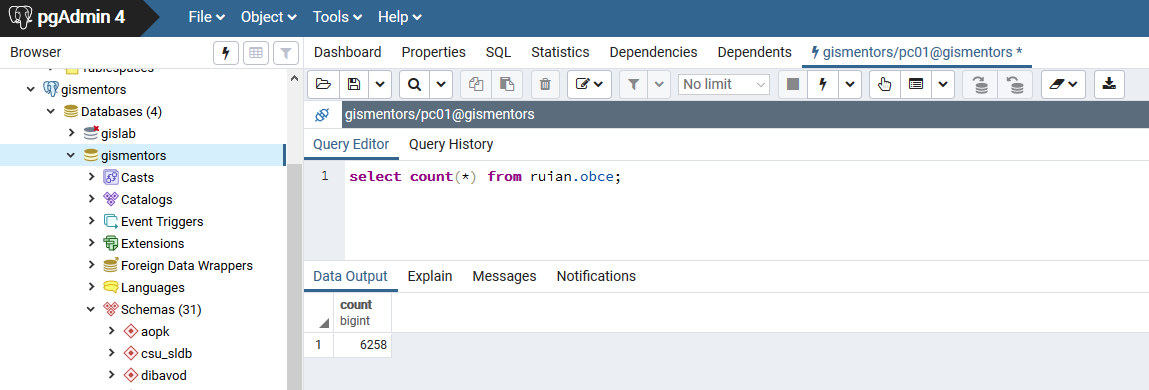 pgAdmin 4 File Object Tools Help
Browser Dashboard Properties SQL Statistics Dependencies Dependents gismentors/pc01@gismentors *
Tablespaces
gismentors
Databases (4)
gislab
gismentors
Casts
Catalogs
Event Triggers
Extensions
Foreign Data Wrappers
Languages
Schemas (31)
aopk
csu_sldb
dibavod
No limit
gismentors/pc01@gismentors
Query Editor Query History
1 select count(*) from ruian.obce;
Data Output Explain Messages Notifications
count
bigint
1 6258